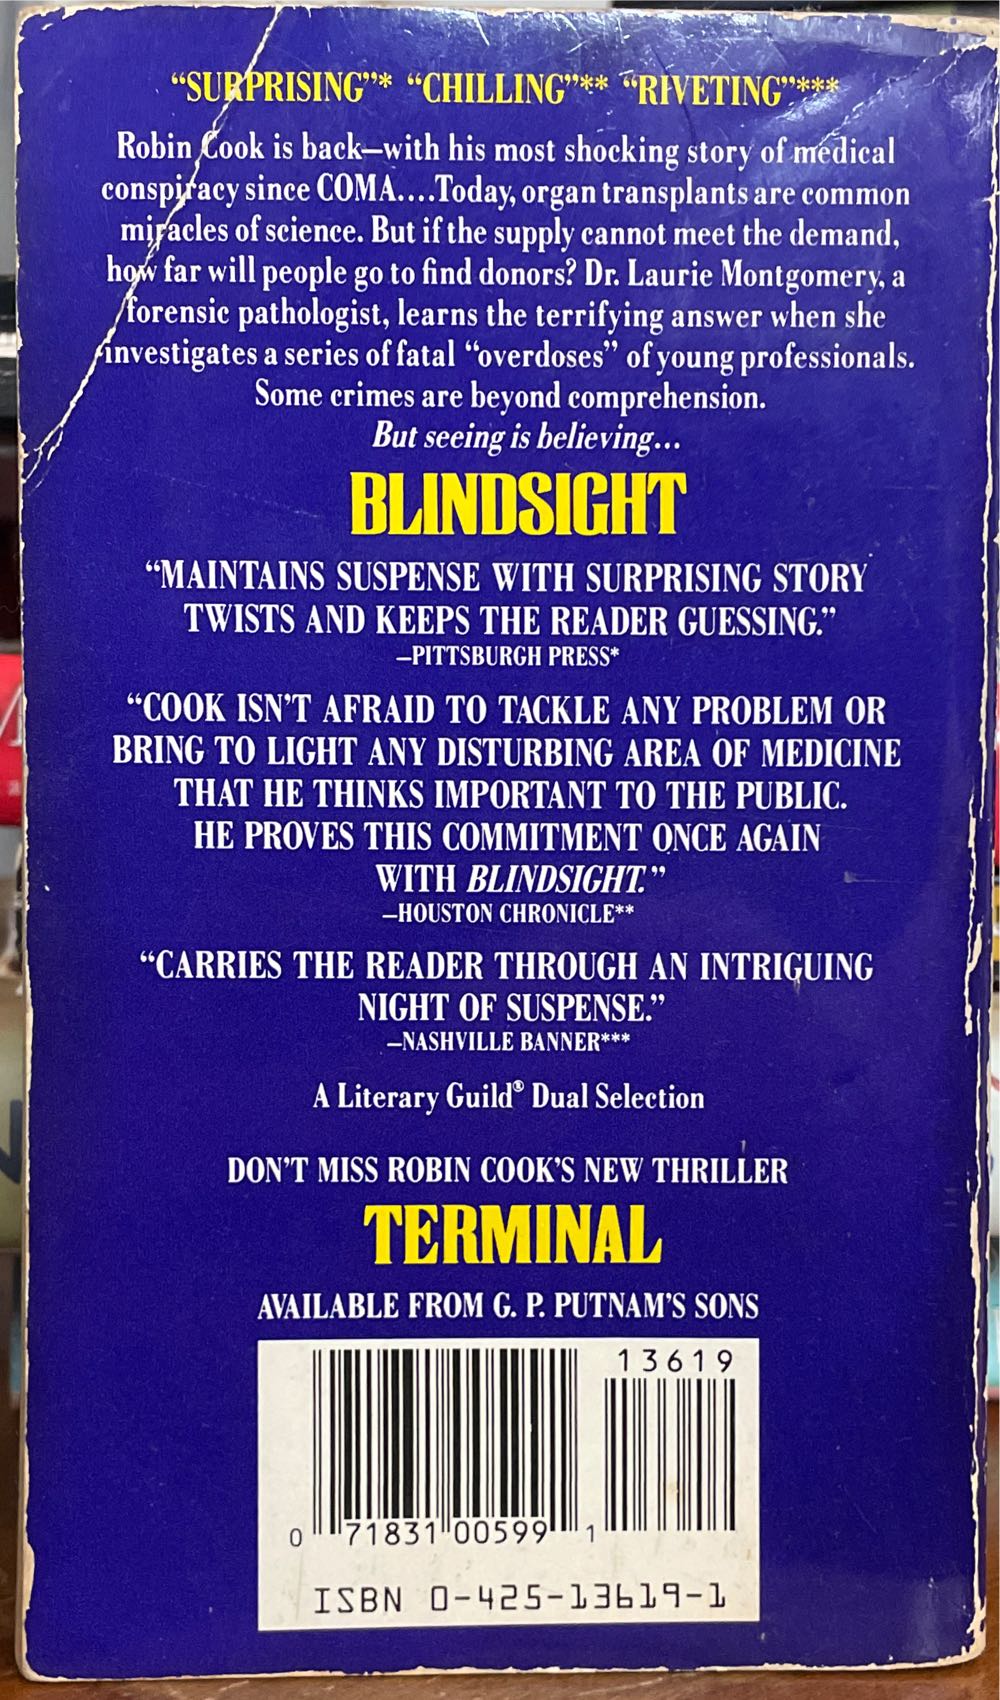 “SURPRISING”* “CHILLING”** “RIVETING”***
Robin Cook is back—with his most shocking story of medical
conspiracy since COMA....Today, organ transplants are common
miracles of science. But if the supply cannot meet the demand,
how far will people go to find donors? Dr. Laurie Montgomery, a
forensic pathologist, learns the terrifying answer when she
investigates a series of fatal “overdoses” of young professionals.
Some crimes are beyond comprehension.
But seeing is believing...
BLINDSIGHT
“MAINTAINS SUSPENSE WITH SURPRISING STORY
TWISTS AND KEEPS THE READER GUESSING.”
—PITTSBURGH PRESS*
“COOK ISN'T AFRAID TO TACKLE ANY PROBLEM OR
BRING TO LIGHT ANY DISTURBING AREA OF MEDICINE
THAT HE THINKS IMPORTANT TO THE PUBLIC.
HE PROVES THIS COMMITMENT ONCE AGAIN
WITH BLINDSIGHT.”
—HOUSTON CHRONICLE**
“CARRIES THE READER THROUGH AN INTRIGUING
NIGHT OF SUSPENSE.”
—NASHVILLE BANNER***
A Literary Guild® Dual Selection
DON'T MISS ROBIN COOK'S NEW THRILLER
TERMINAL
AVAILABLE FROM G. P. PUTNAM'S SONS
13619
0 71831 00599 1
ISBN 0-425-13619-1